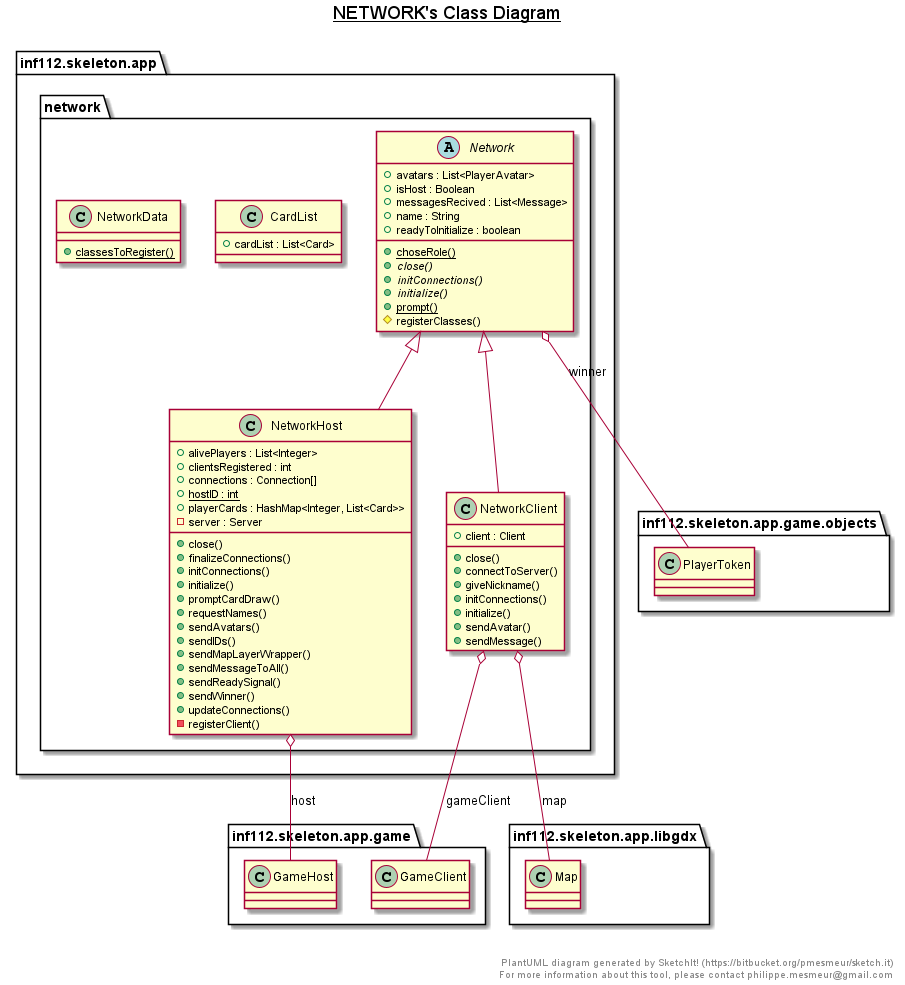 NETWORK's Class Diagram
inf112.skeleton.app
network
A Network
avatars : List<PlayerAvatar>
isHost : Boolean
messagesRecived : List<Message>
name : String
readyToInitialize : boolean
choseRole()
close()
initConnections()
initialize()
prompt()
registerClasses()
C NetworkData
classesToRegister()
C CardList
cardList : List<Card>
winner
C NetworkHost
alivePlayers : List<Integer>
clientsRegistered : int
connections : Connection[]
hostID : int
playerCards : HashMap<Integer, List<Card>>
server : Server
close()
finalizeConnections()
initConnections()
initialize()
promptCardDraw()
requestNames()
sendAvatars()
sendIDs()
sendMapLayerWrapper()
sendMessageToAll()
sendReadySignal()
sendWinner()
updateConnections()
registerClient()
C NetworkClient
client : Client
close()
connectToServer()
giveNickname()
initConnections()
initialize()
sendAvatar()
sendMessage()
inf112.skeleton.app.game.objects
C PlayerToken
host
gameClient
map
inf112.skeleton.app.game
C GameHost
C GameClient
inf112.skeleton.app.libgdx
C Map
PlantUML diagram generated by SketchIt! (https://bitbucket.org/pmesmeur/sketch.it)
For more information about this tool, please contact philippe.mesmeur@gmail.com